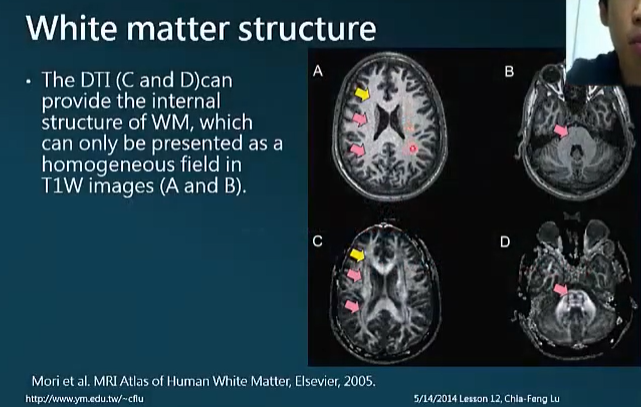 White matter structure
• The DTI (C and D)can
provide the internal
structure of WM, which
can only be presented as a
homogeneous field in
T1W images (A and B).
A
B
C
D
Mori et al. MRI Atlas of Human White Matter, Elsevier, 2005.
http://www.ym.edu.tw/~cflu
5/14/2014 Lesson 12, Chia-Feng Lu